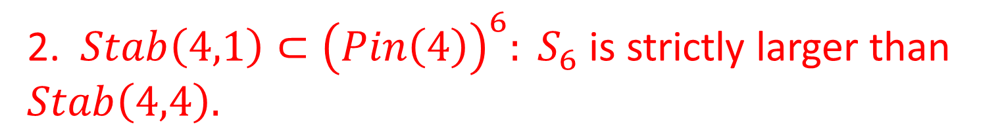 2. Stab(4,1) ⊂ (Pin(4))⁶: S₆ is strictly larger than
Stab(4,4).